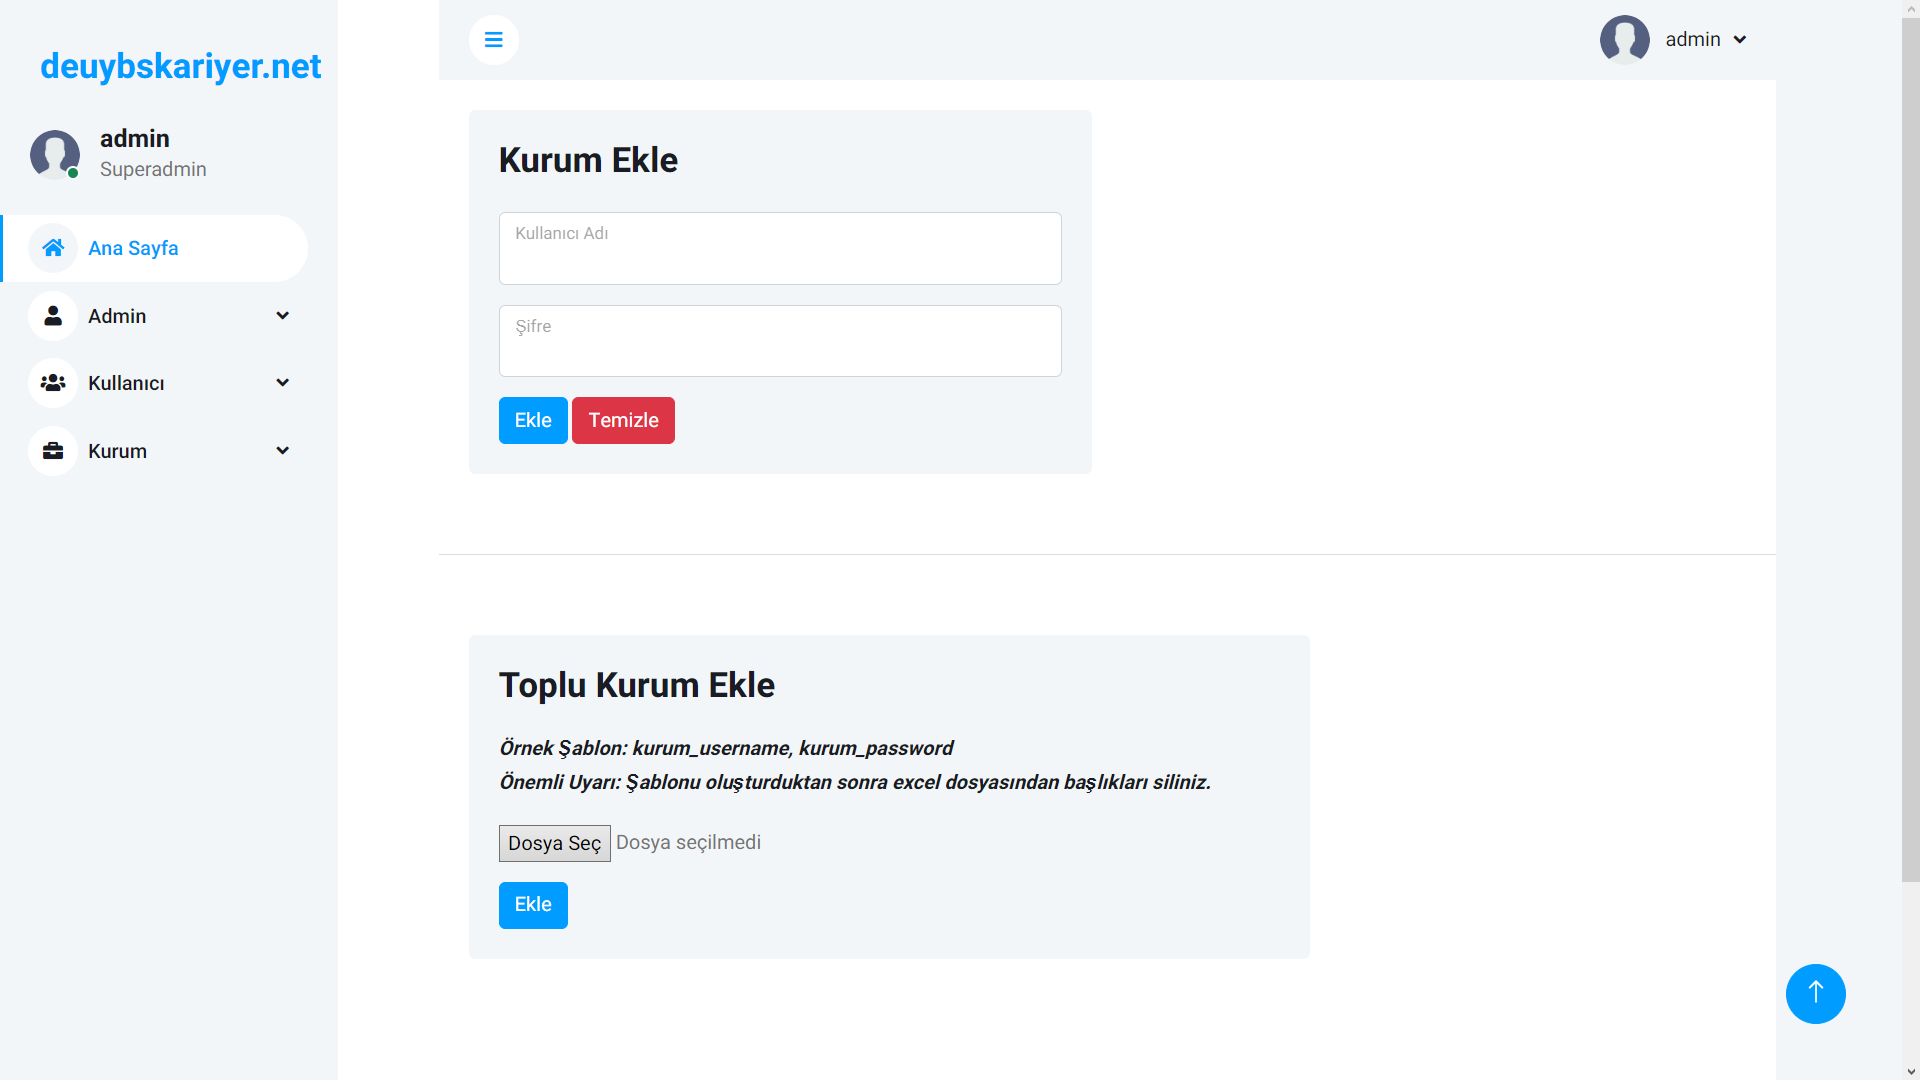 deuybskariyer.net
admin
Superadmin
Ana Sayfa
Admin
Kullanıcı
Kurum
admin
Kurum Ekle
Kullanıcı Adı
Şifre
Ekle Temizle
Toplu Kurum Ekle
Örnek Şablon: kurum_username, kurum_password
Önemli Uyarı: Şablonu oluşturduktan sonra excel dosyasından başlıkları siliniz.
Dosya Seç Dosya seçilmedi
Ekle